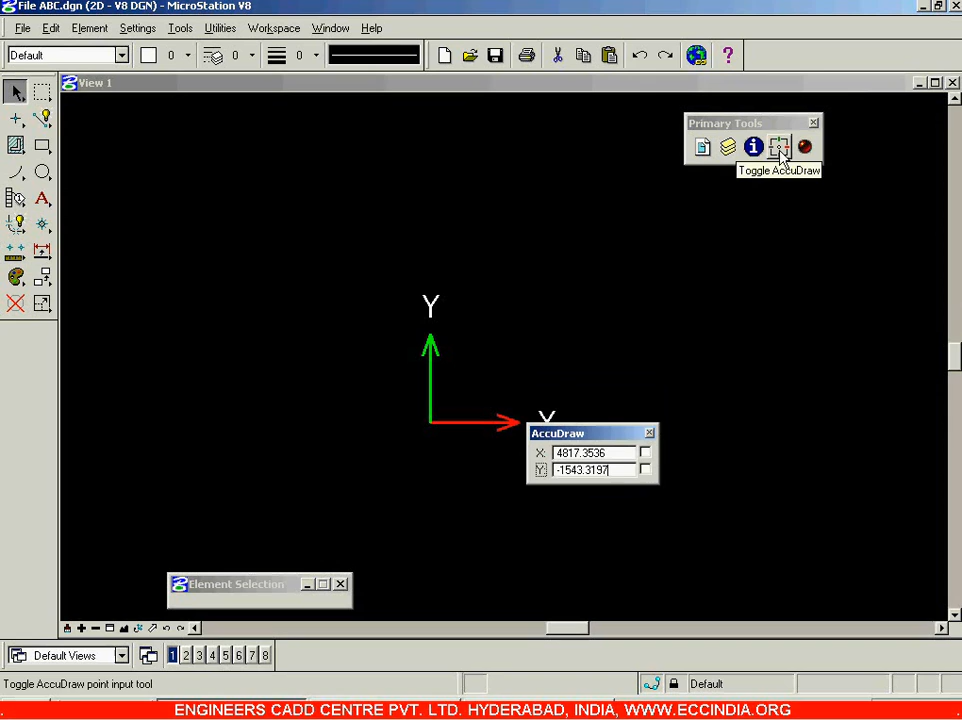 File ABC.dgn (2D - V8 DGN) - MicroStation V8
File Edit Element Settings Tools Utilities Workspace Window Help
Default 0 0 0
View 1
Primary Tools
Toggle AccuDraw
Y
AccuDraw
X: 4817.3536
Y: -1543.3197
Element Selection
Default Views 1 2 3 4 5 6 7 8
Toggle AccuDraw point input tool Default
ENGINEERS CADD CENTRE PVT. LTD. HYDERABAD, INDIA, WWW.ECCINDIA.ORG